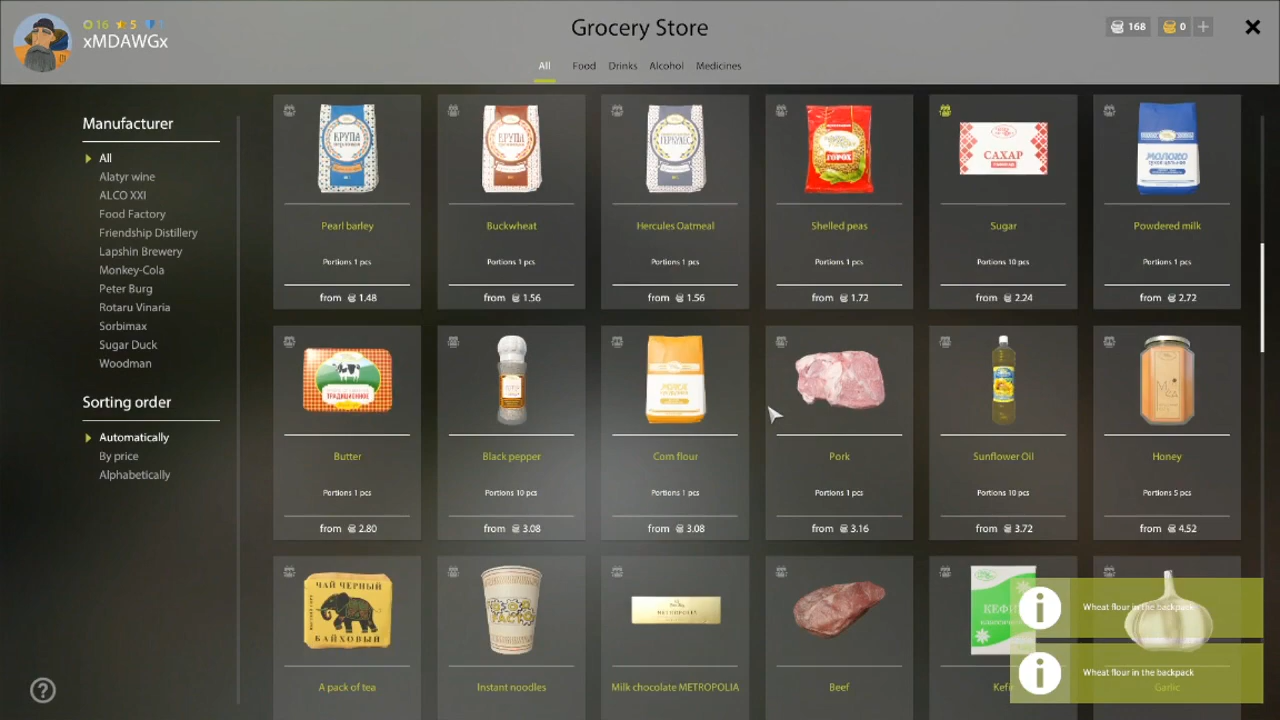 16 5
xMDAWGx
Grocery Store
168
0
All Food Drinks Alcohol Medicines
Manufacturer
All
Alatyr wine
ALCO XXI
Food Factory
Friendship Distillery
Lapshin Brewery
Monkey-Cola
Peter Burg
Rotaru Vinaria
Sorbimax
Sugar Duck
Woodman
Sorting order
Automatically
By price
Alphabetically
КРУПА
КРУПА
ГЕРКУЛЕС
ГОРОХ
САХАР
МОЛОКО
Pearl barley
Buckwheat
Hercules Oatmeal
Shelled peas
Sugar
Powdered milk
Portions 1 pcs
Portions 1 pcs
Portions 1 pcs
Portions 1 pcs
Portions 10 pcs
Portions 1 pcs
from 1.48
from 1.56
from 1.56
from 1.72
from 2.24
from 2.72
ТРАДИЦИОННОЕ
Butter
Black pepper
Corn flour
Pork
Sunflower Oil
Honey
Portions 1 pcs
Portions 10 pcs
Portions 1 pcs
Portions 1 pcs
Portions 10 pcs
Portions 5 pcs
from 2.80
from 3.08
from 3.08
from 3.16
from 3.72
from 4.52
ЧАЙ ЧЕРНЫЙ
БАЙХОВЫЙ
METROPOLIA
A pack of tea
Instant noodles
Milk chocolate METROPOLIA
Beef
Garlic
Wheat flour in the backpack
Wheat flour in the backpack